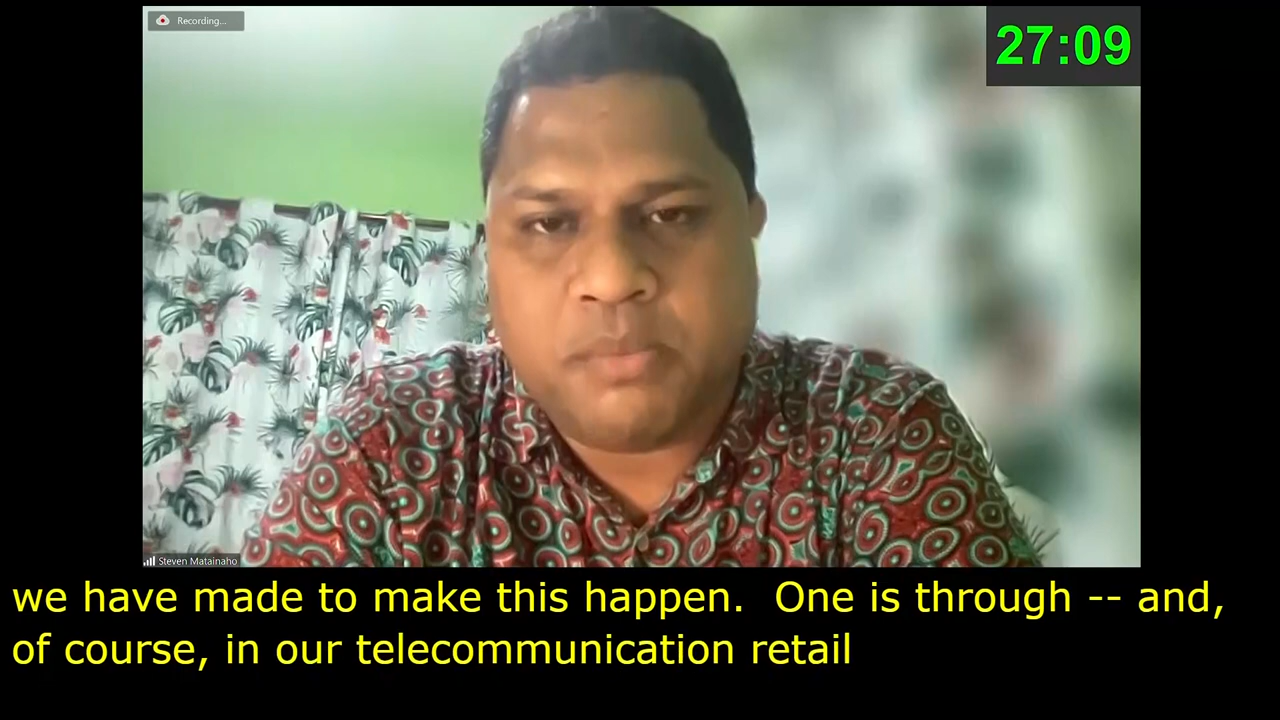 Recording...
27:09
Steven Matainaho
we have made to make this happen.  One is through -- and,
of course, in our telecommunication retail